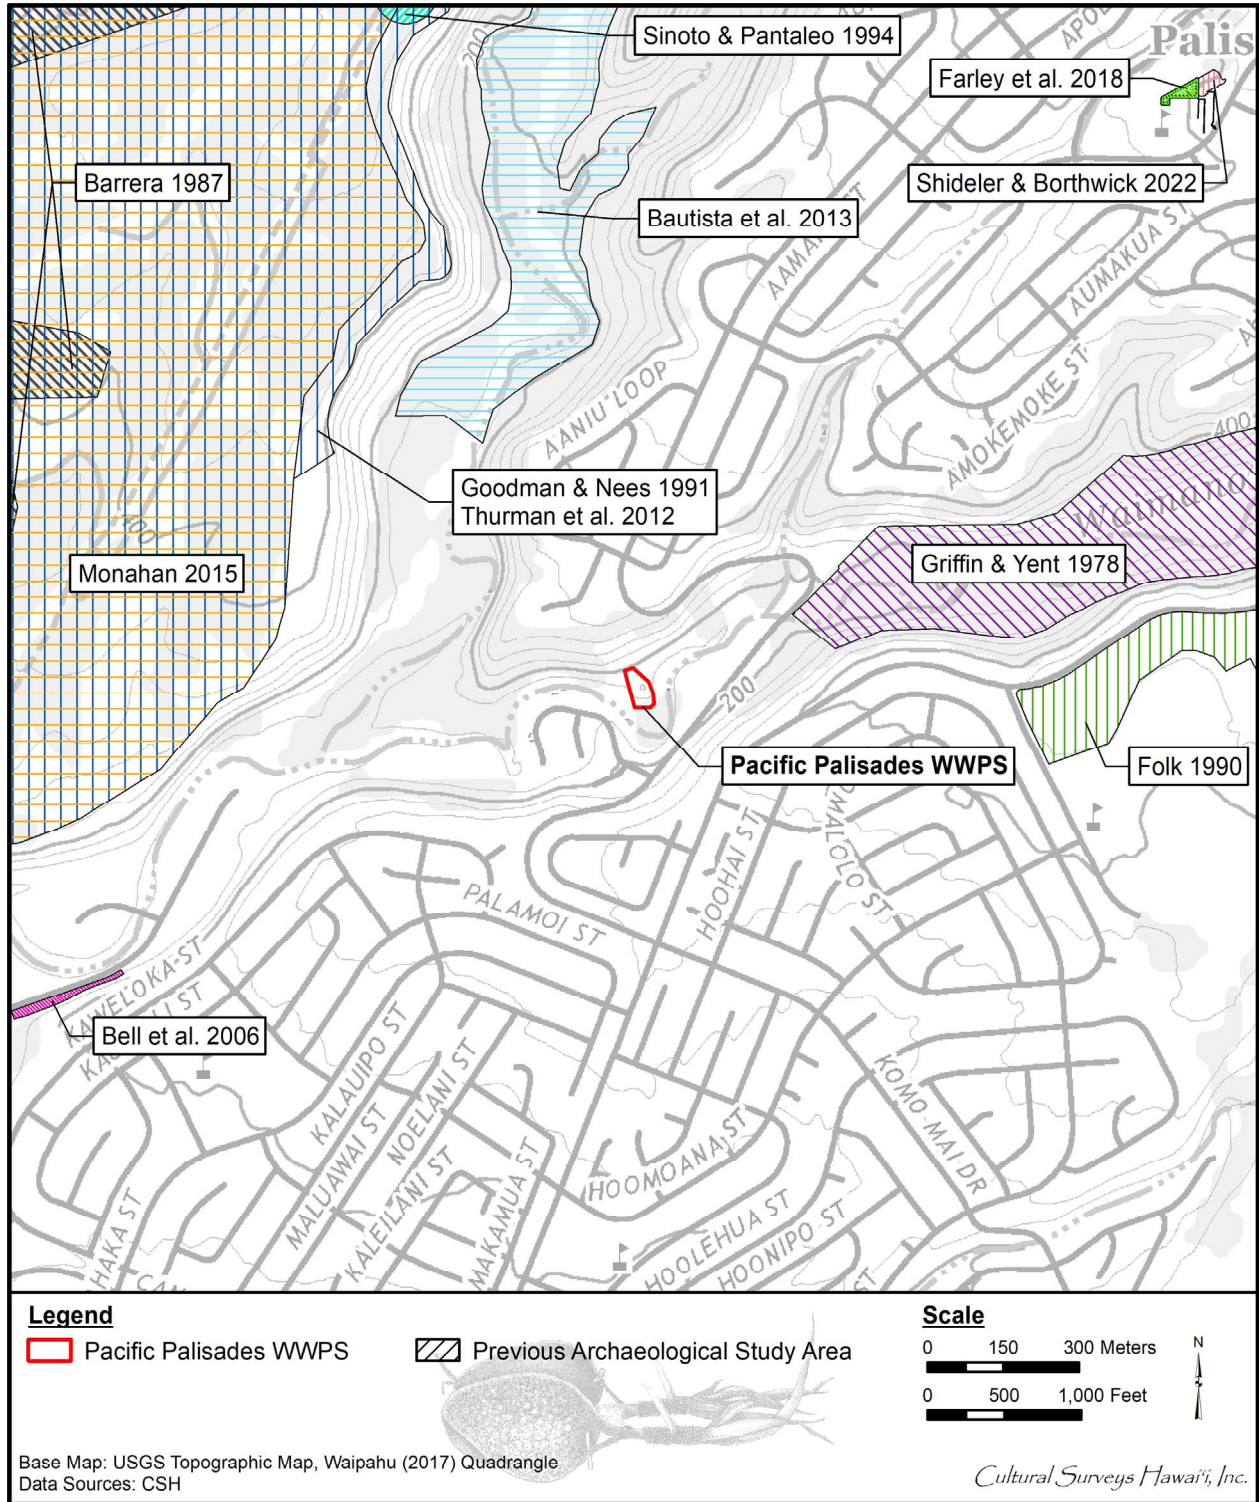 Sinoto & Pantaleo 1994
Palis
Farley et al. 2018
Shideler & Borthwick 2022
Barrera 1987
Bautista et al. 2013
200
AUMAKUA ST
AANIU LOOP
AMOKEMOKE ST
400
Goodman & Nees 1991
Thurman et al. 2012
Waimano
400
Monahan 2015
Griffin & Yent 1978
200
Pacific Palisades WWPS
Folk 1990
HOOHAI ST
PALAMOI ST
KAWELOKA ST
Bell et al. 2006
KALAUIPO ST
NOELANI ST
MALUAWAI ST
KALEILANI ST
MAKAMUA ST
HOOMOANA ST
KOMO MAI DR
HOOLEHUA ST
HOONIPO ST
HAKA ST
ST
Legend
Pacific Palisades WWPS
Previous Archaeological Study Area
Scale
0 150 300 Meters
0 500 1,000 Feet
N
Base Map: USGS Topographic Map, Waipahu (2017) Quadrangle
Data Sources: CSH
Cultural Surveys Hawai‘i, Inc.